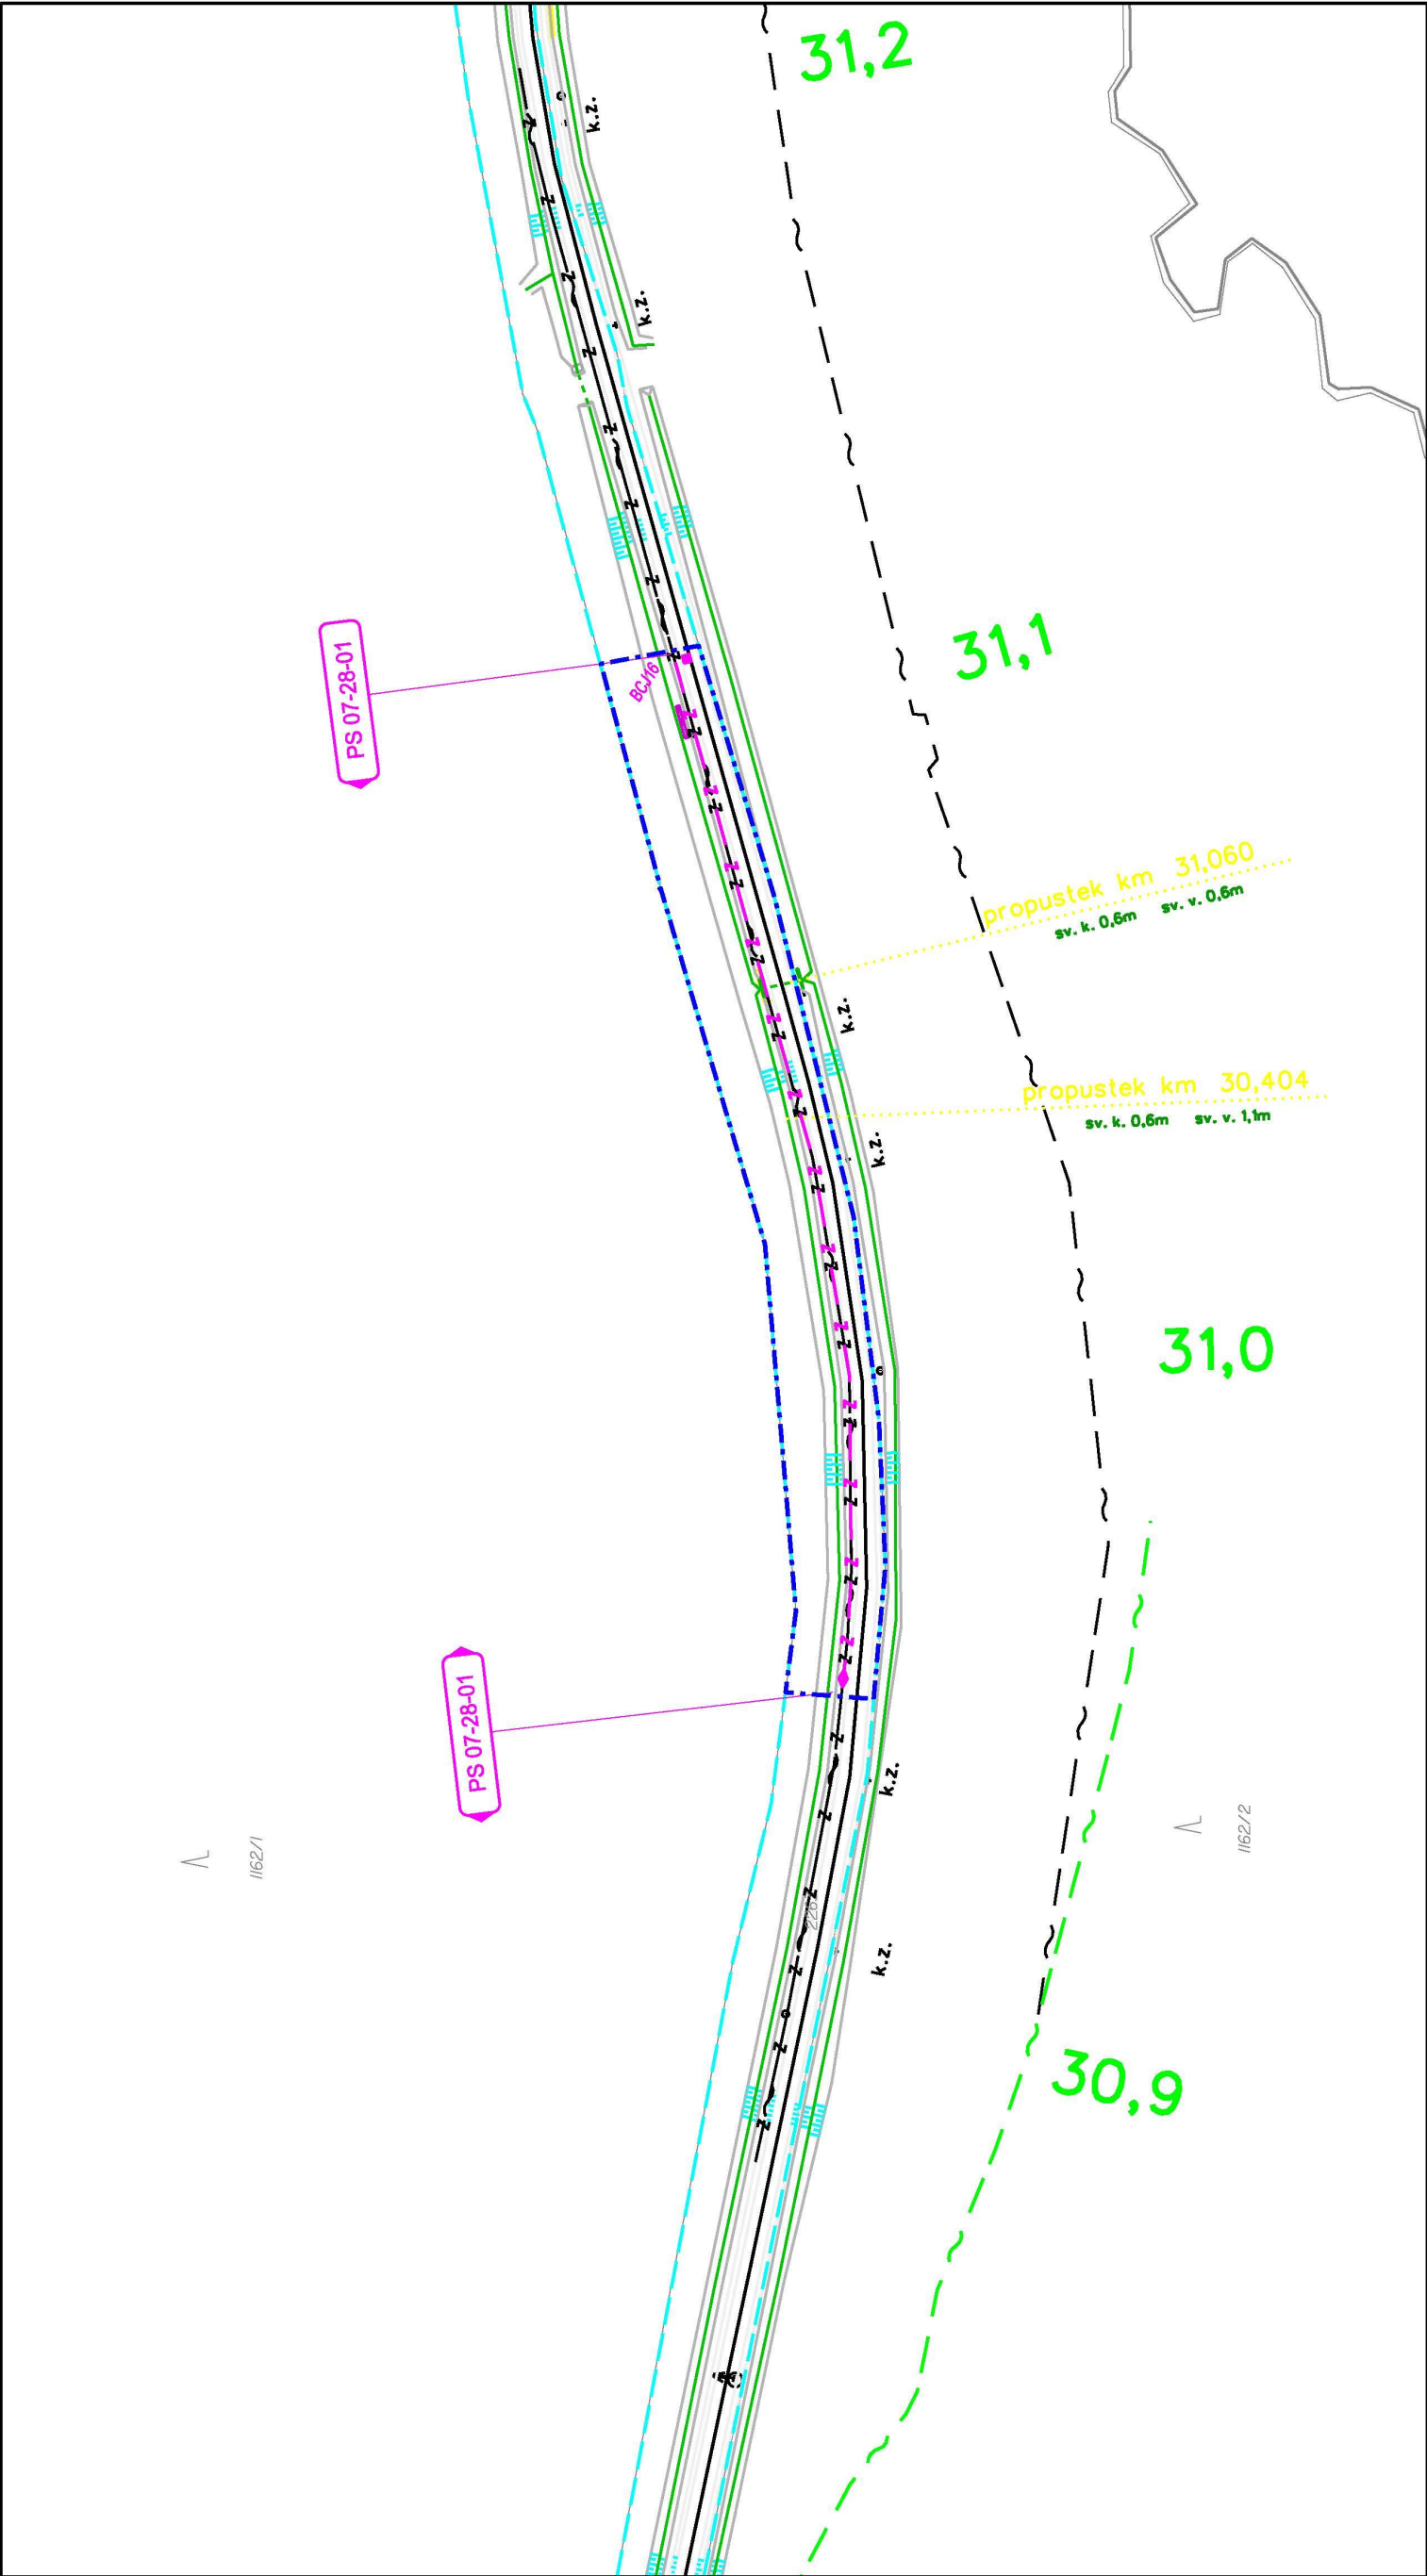 31,2
k.z.
k.z.
PS 07-28-01
BCJ16
31,1
propustek km 31,060
sv. k. 0,6m sv. v. 0,6m
k.z.
propustek km 30,404
sv. k. 0,6m sv. v. 1,1m
k.z.
31,0
PS 07-28-01
k.z.
1162/1
1162/2
k.z.
30,9